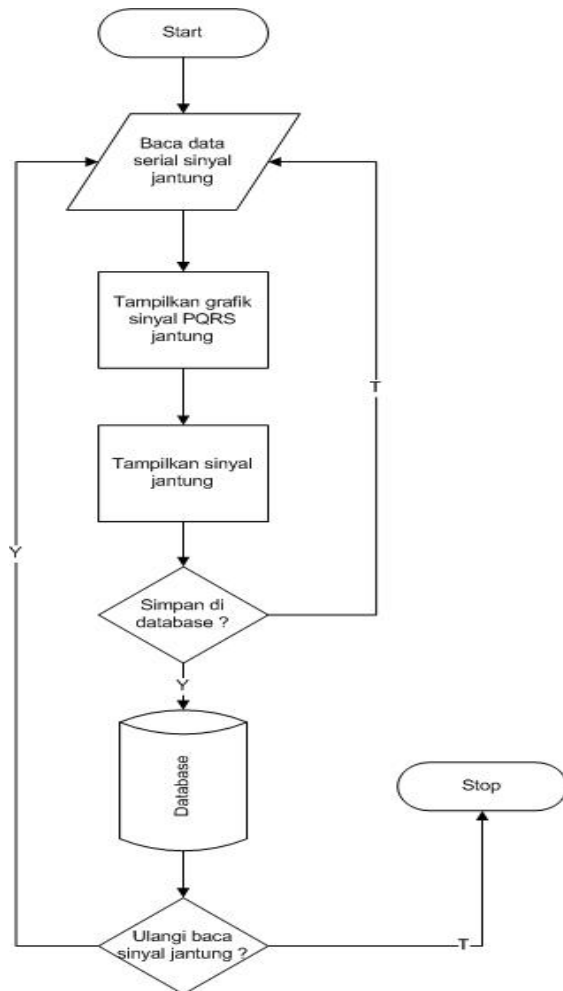 Start
Baca data
serial sinyal
jantung
Tampilkan grafik
sinyal PQRS
jantung
T
Tampilkan sinyal
jantung
Y
Simpan di
database ?
Y
Database
Stop
Ulangi baca
sinyal jantung ?
T